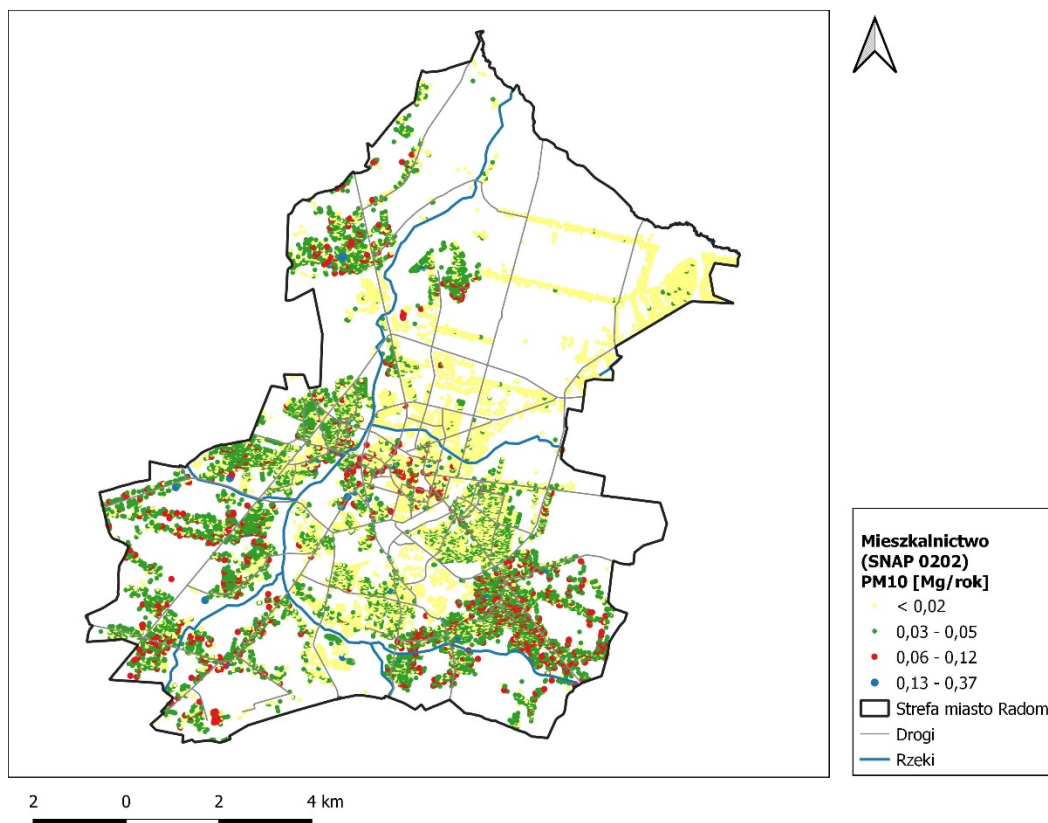 Mieszkalnictwo
(SNAP 0202)
PM10 [Mg/rok]
< 0,02
0,03 - 0,05
0,06 - 0,12
0,13 - 0,37
Strefa miasto Radom
Drogi
Rzeki
2 0 2 4 km